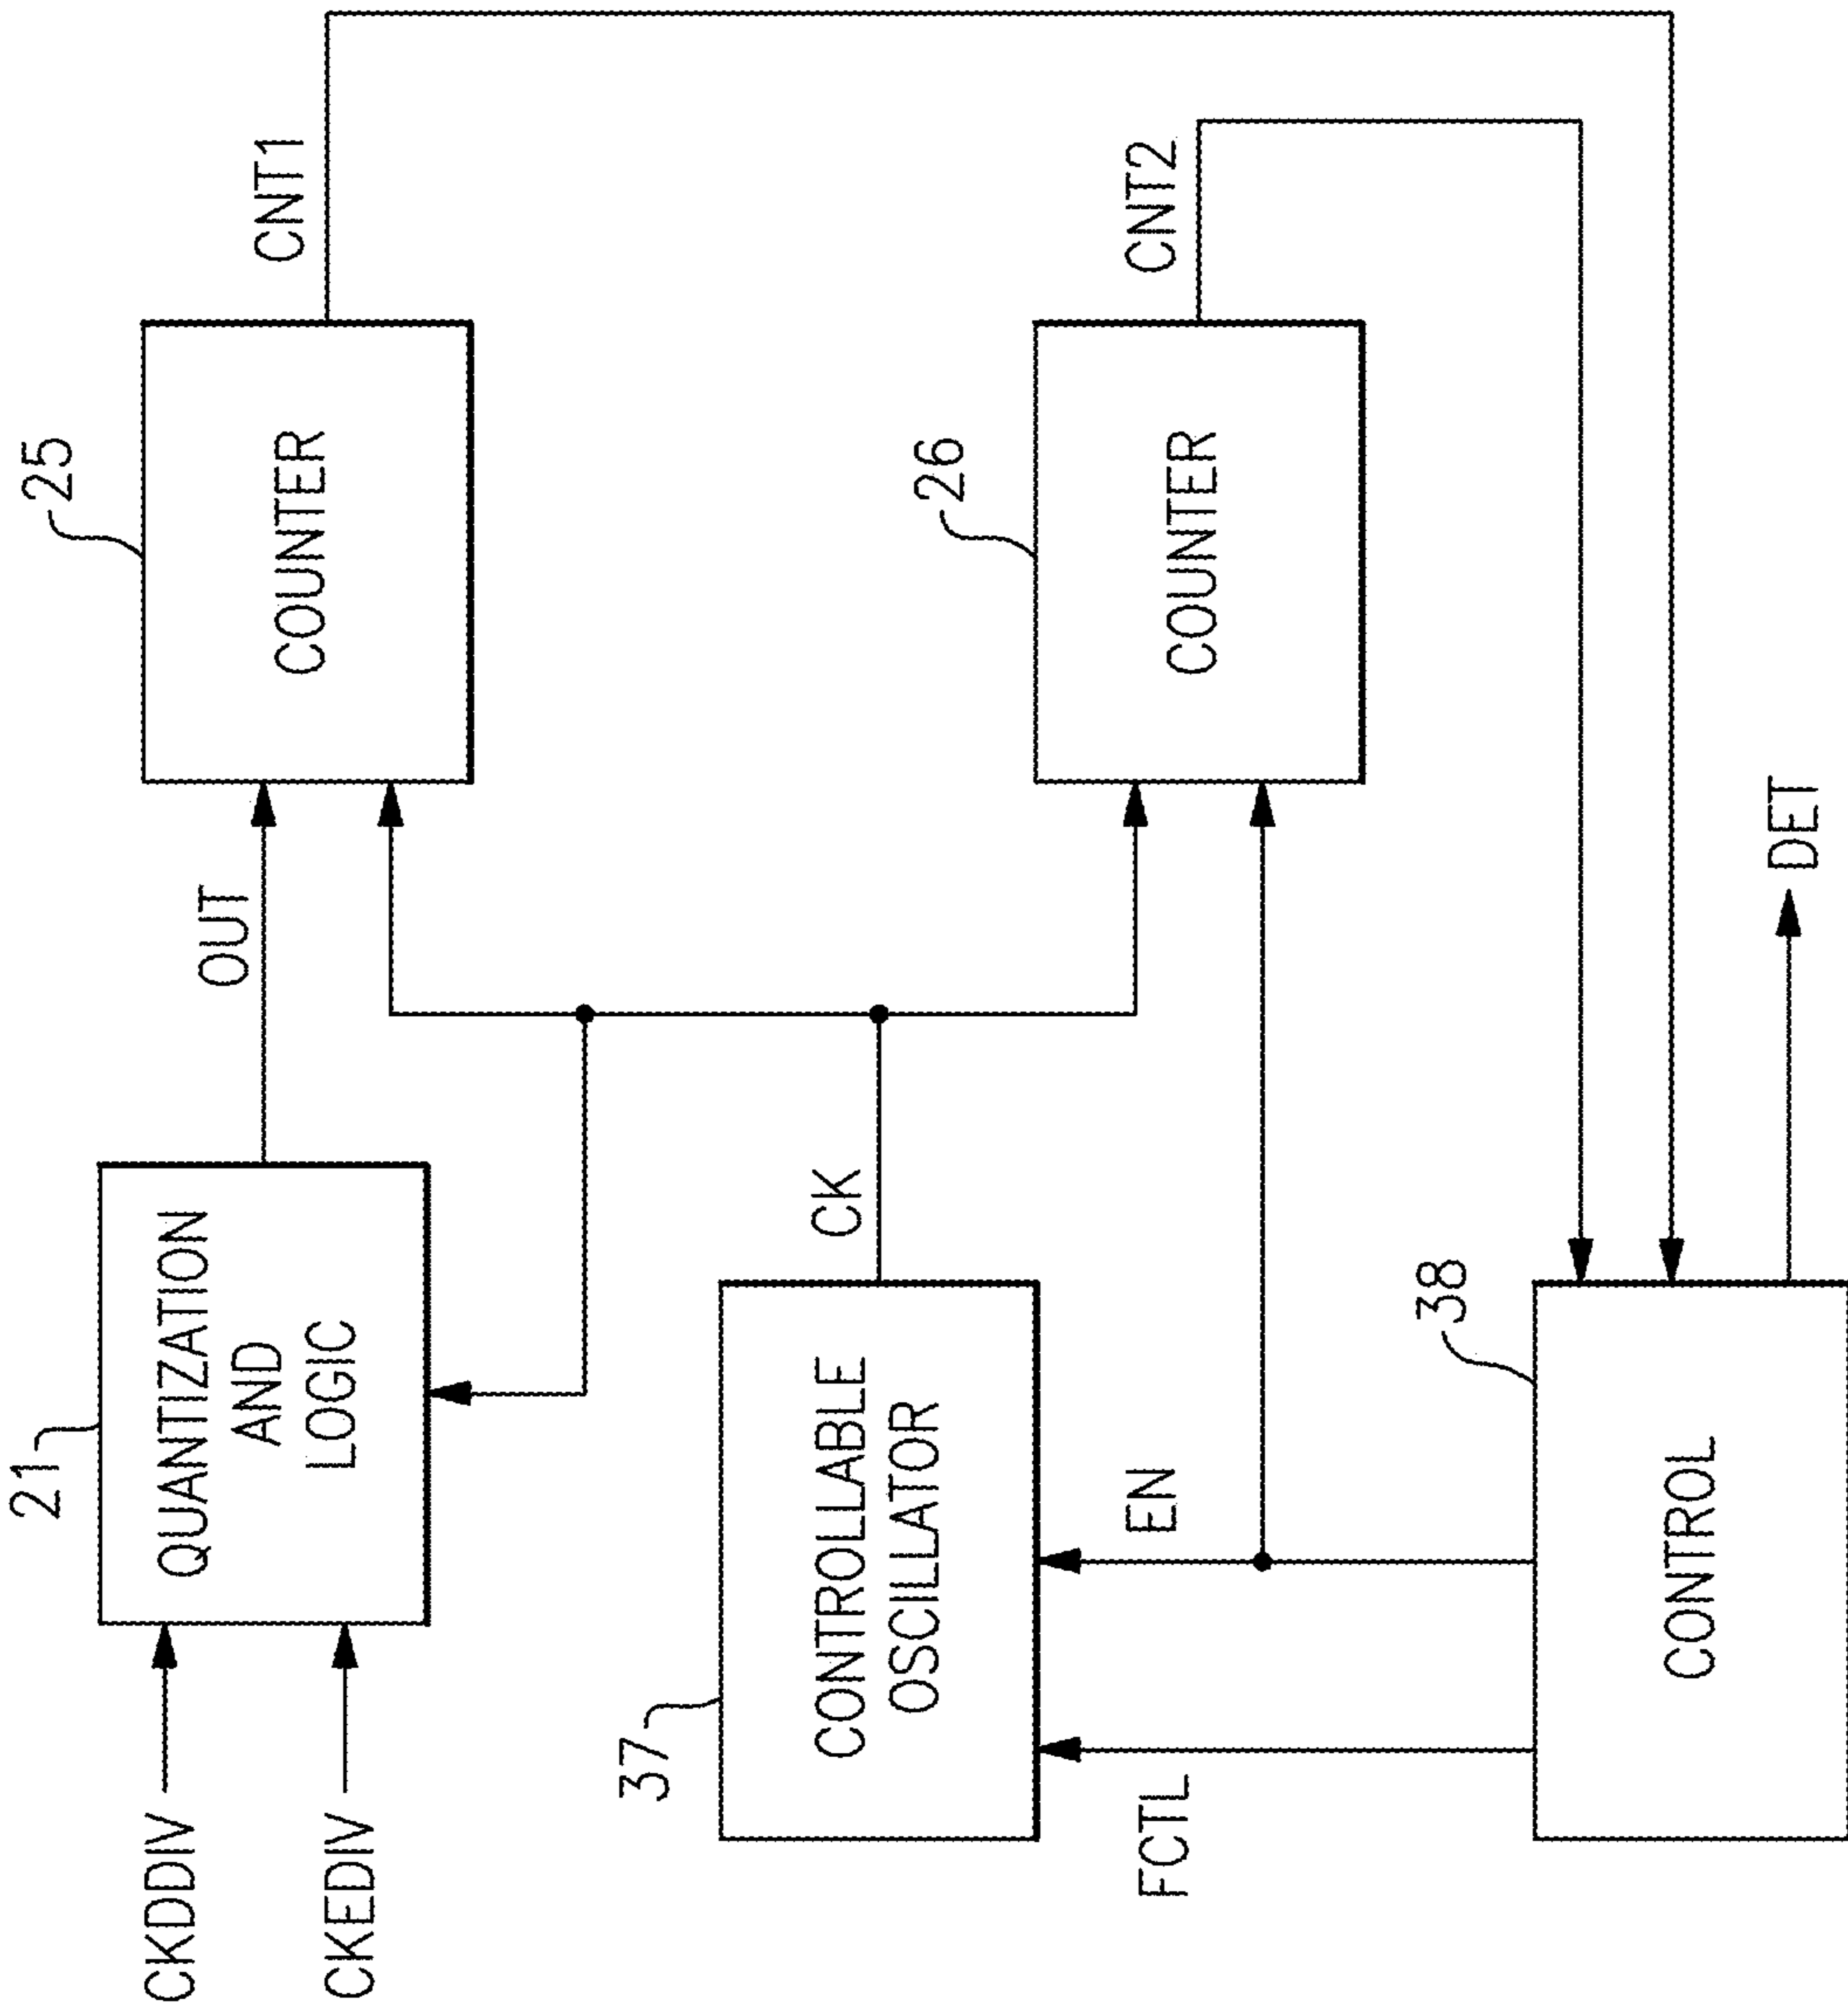 CKDDIV
CKEDIV
21
QUANTIZATION
AND
LOGIC
OUT
25
COUNTER
CNT1
37
CONTROLLABLE
OSCILLATOR
CK
26
COUNTER
CNT2
FCTL
EN
38
CONTROL
DET